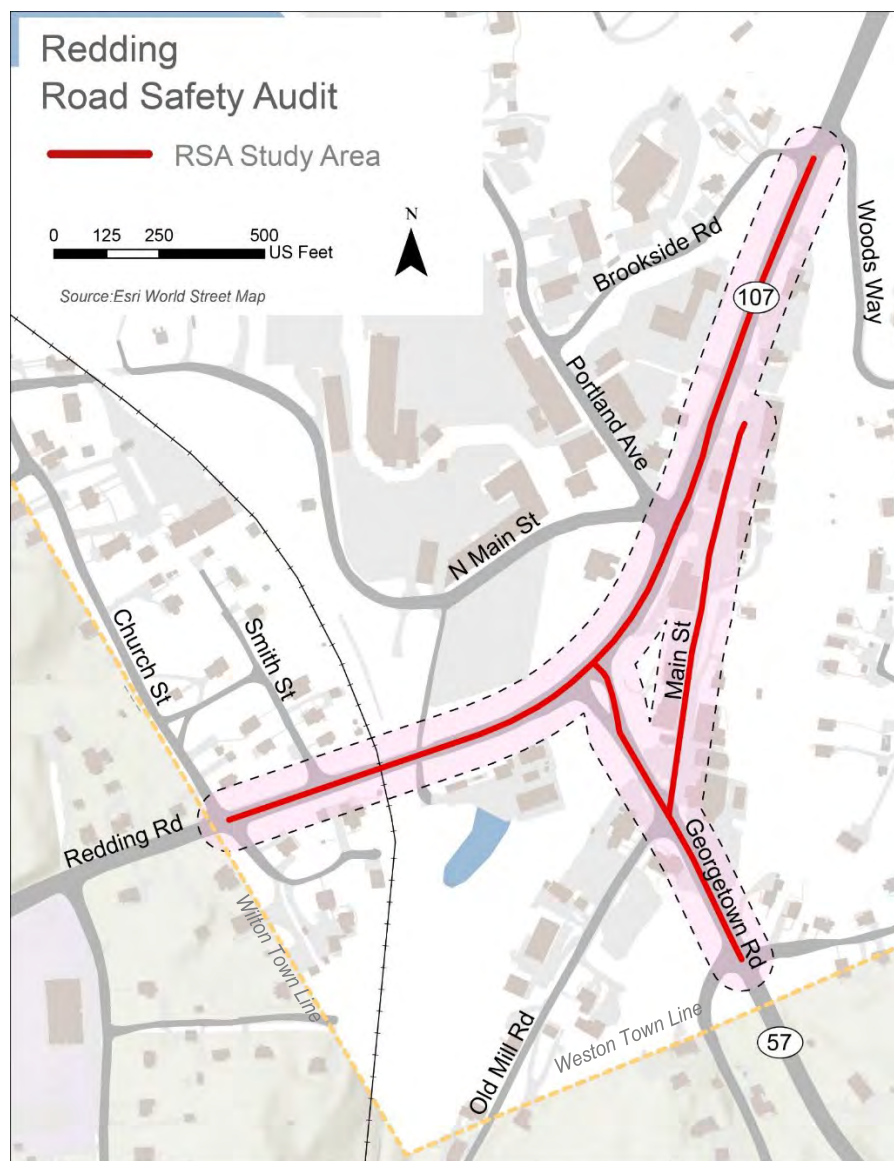 Redding
Road Safety Audit
RSA Study Area
0 125 250 500
US Feet
N
Source:Esri World Street Map
Brookside Rd
107
Woods Way
Portland Ave
N Main St
Church St
Smith St
Main St
Redding Rd
Georgetown Rd
Wilton Town Line
Old Mill Rd
Weston Town Line
57